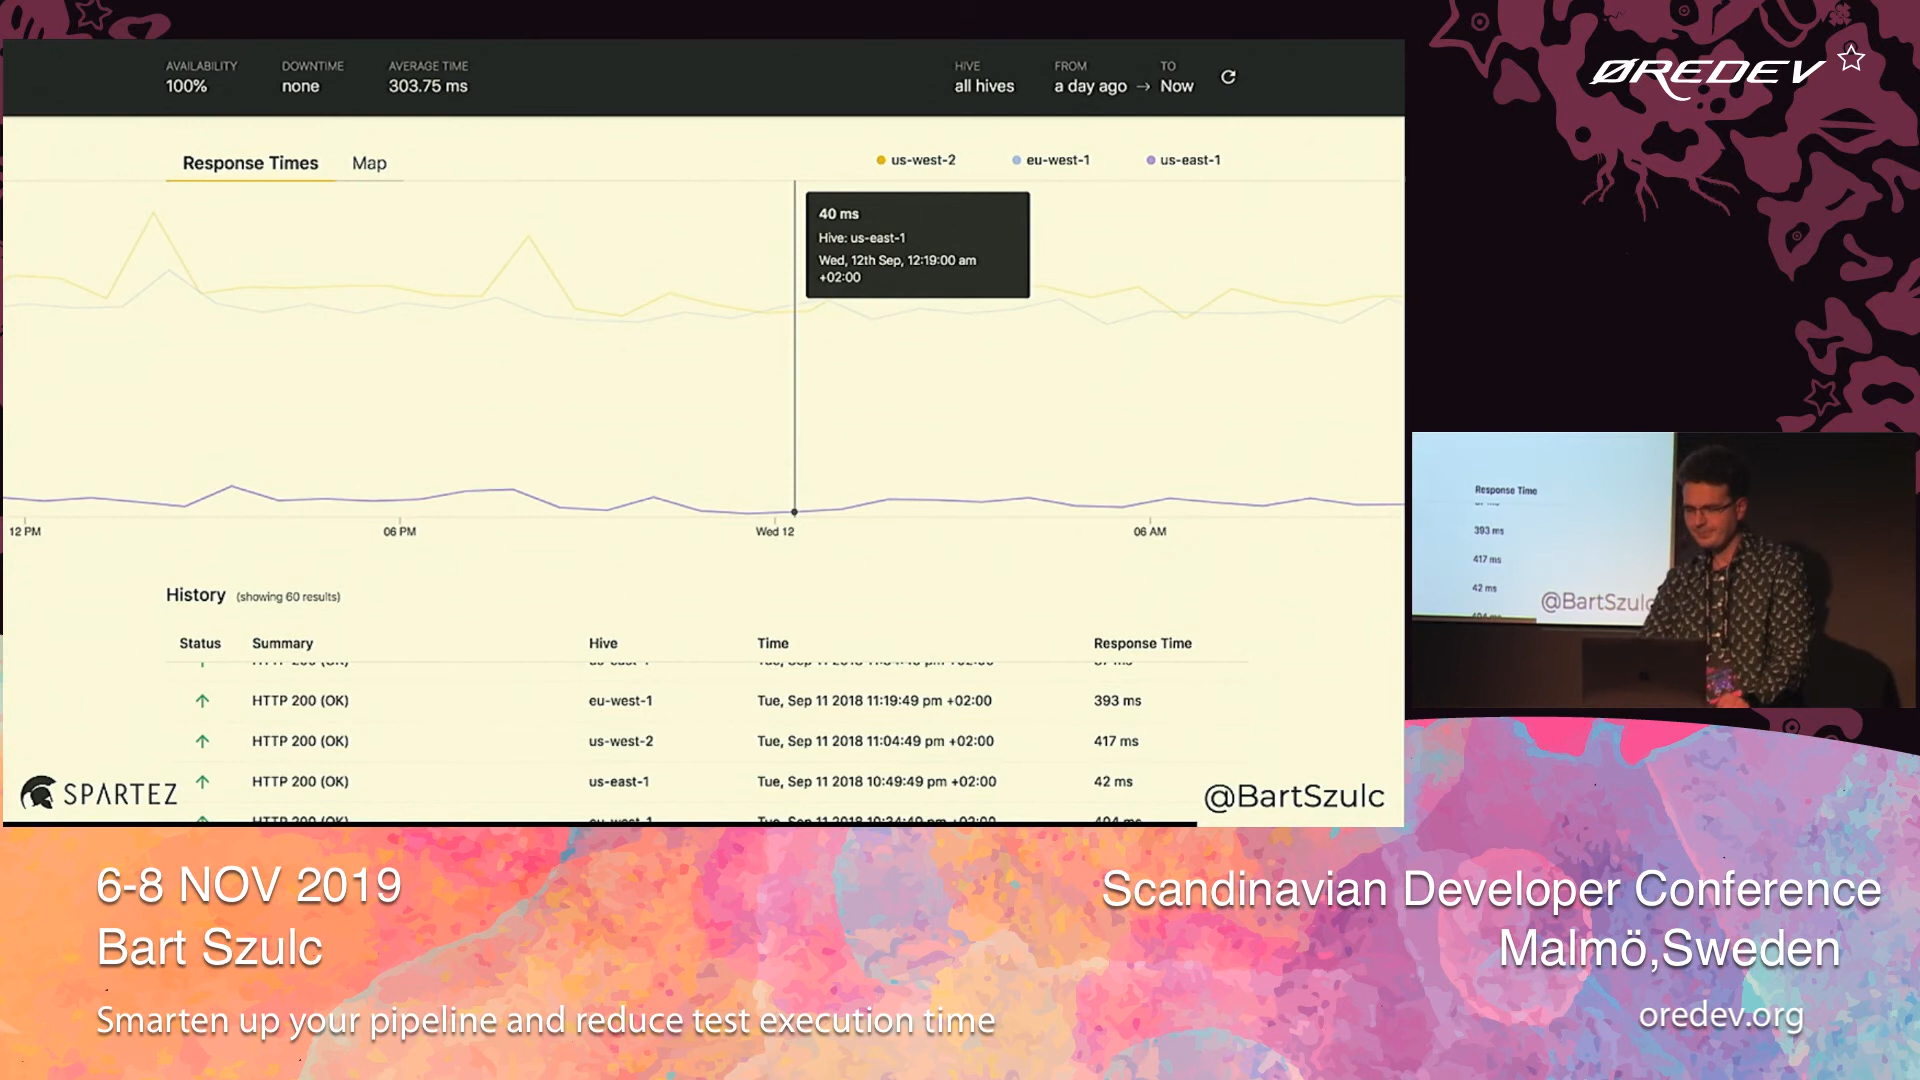 ØREDEV
AVAILABILITY DOWNTIME AVERAGE TIME HIVE FROM TO
100% none 303.75 ms all hives a day ago → Now
Response Times Map us-west-2 eu-west-1 us-east-1
40 ms
Hive: us-east-1
Wed, 12th Sep, 12:19:00 am
+02:00
12 PM 06 PM Wed 12 06 AM
History (showing 60 results)
Status Summary Hive Time Response Time
HTTP 200 (OK) eu-west-1 Tue, Sep 11 2018 11:19:49 pm +02:00 393 ms
HTTP 200 (OK) us-west-2 Tue, Sep 11 2018 11:04:49 pm +02:00 417 ms
HTTP 200 (OK) us-east-1 Tue, Sep 11 2018 10:49:49 pm +02:00 42 ms
SPARTEZ
@BartSzulc
Response Time
393 ms
417 ms
42 ms
@BartSzulc
6-8 NOV 2019
Bart Szulc
Smarten up your pipeline and reduce test execution time
Scandinavian Developer Conference
Malmö,Sweden
oredev.org